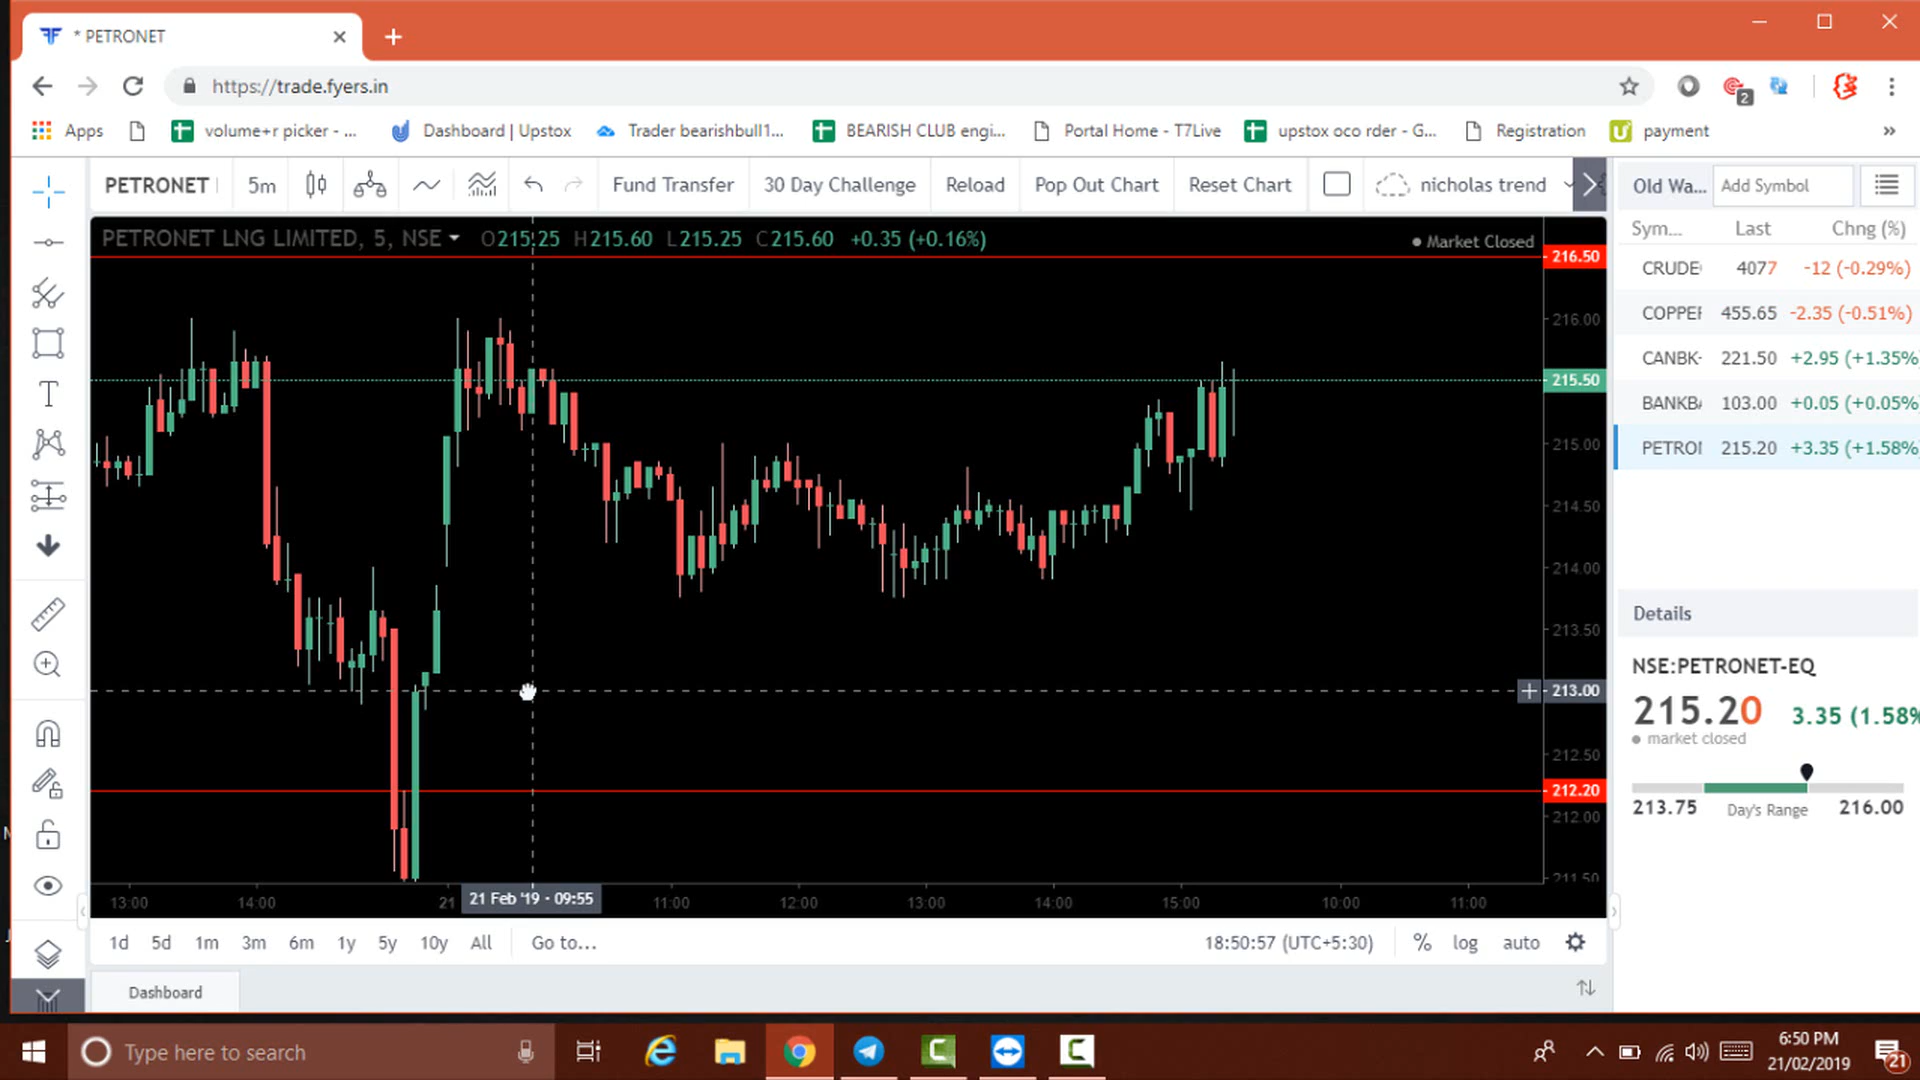 * PETRONET
https://trade.fyers.in
2
Apps volume+r picker - ... Dashboard | Upstox Trader bearishbull1... BEARISH CLUB engi... Portal Home - T7Live upstox oco rder - G... Registration payment »
PETRONET 5m Fund Transfer 30 Day Challenge Reload Pop Out Chart Reset Chart nicholas trend
Old Wa... Add Symbol
PETRONET LNG LIMITED, 5, NSE O215.25 H215.60 L215.25 C215.60 +0.35 (+0.16%)
Market Closed
Sym... Last Chng (%)
CRUDE 4077 -12 (-0.29%)
COPPER 455.65 -2.35 (-0.51%)
CANBK- 221.50 +2.95 (+1.35%)
BANKBA 103.00 +0.05 (+0.05%
PETRO 215.20 +3.35 (+1.58%
216.50
216.00
215.50
215.00
214.50
214.00
213.50
213.00
212.50
212.20
212.00
211.50
13:00 14:00 21 21 Feb '19 - 09:55 11:00 12:00 13:00 14:00 15:00 10:00 11:00
Details
NSE:PETRONET-EQ
215.20 3.35 (1.58%
market closed
213.75 Day's Range 216.00
1d 5d 1m 3m 6m 1y 5y 10y All Go to...
18:50:57 (UTC+5:30) % log auto
Dashboard
Type here to search
6:50 PM
21/02/2019
21